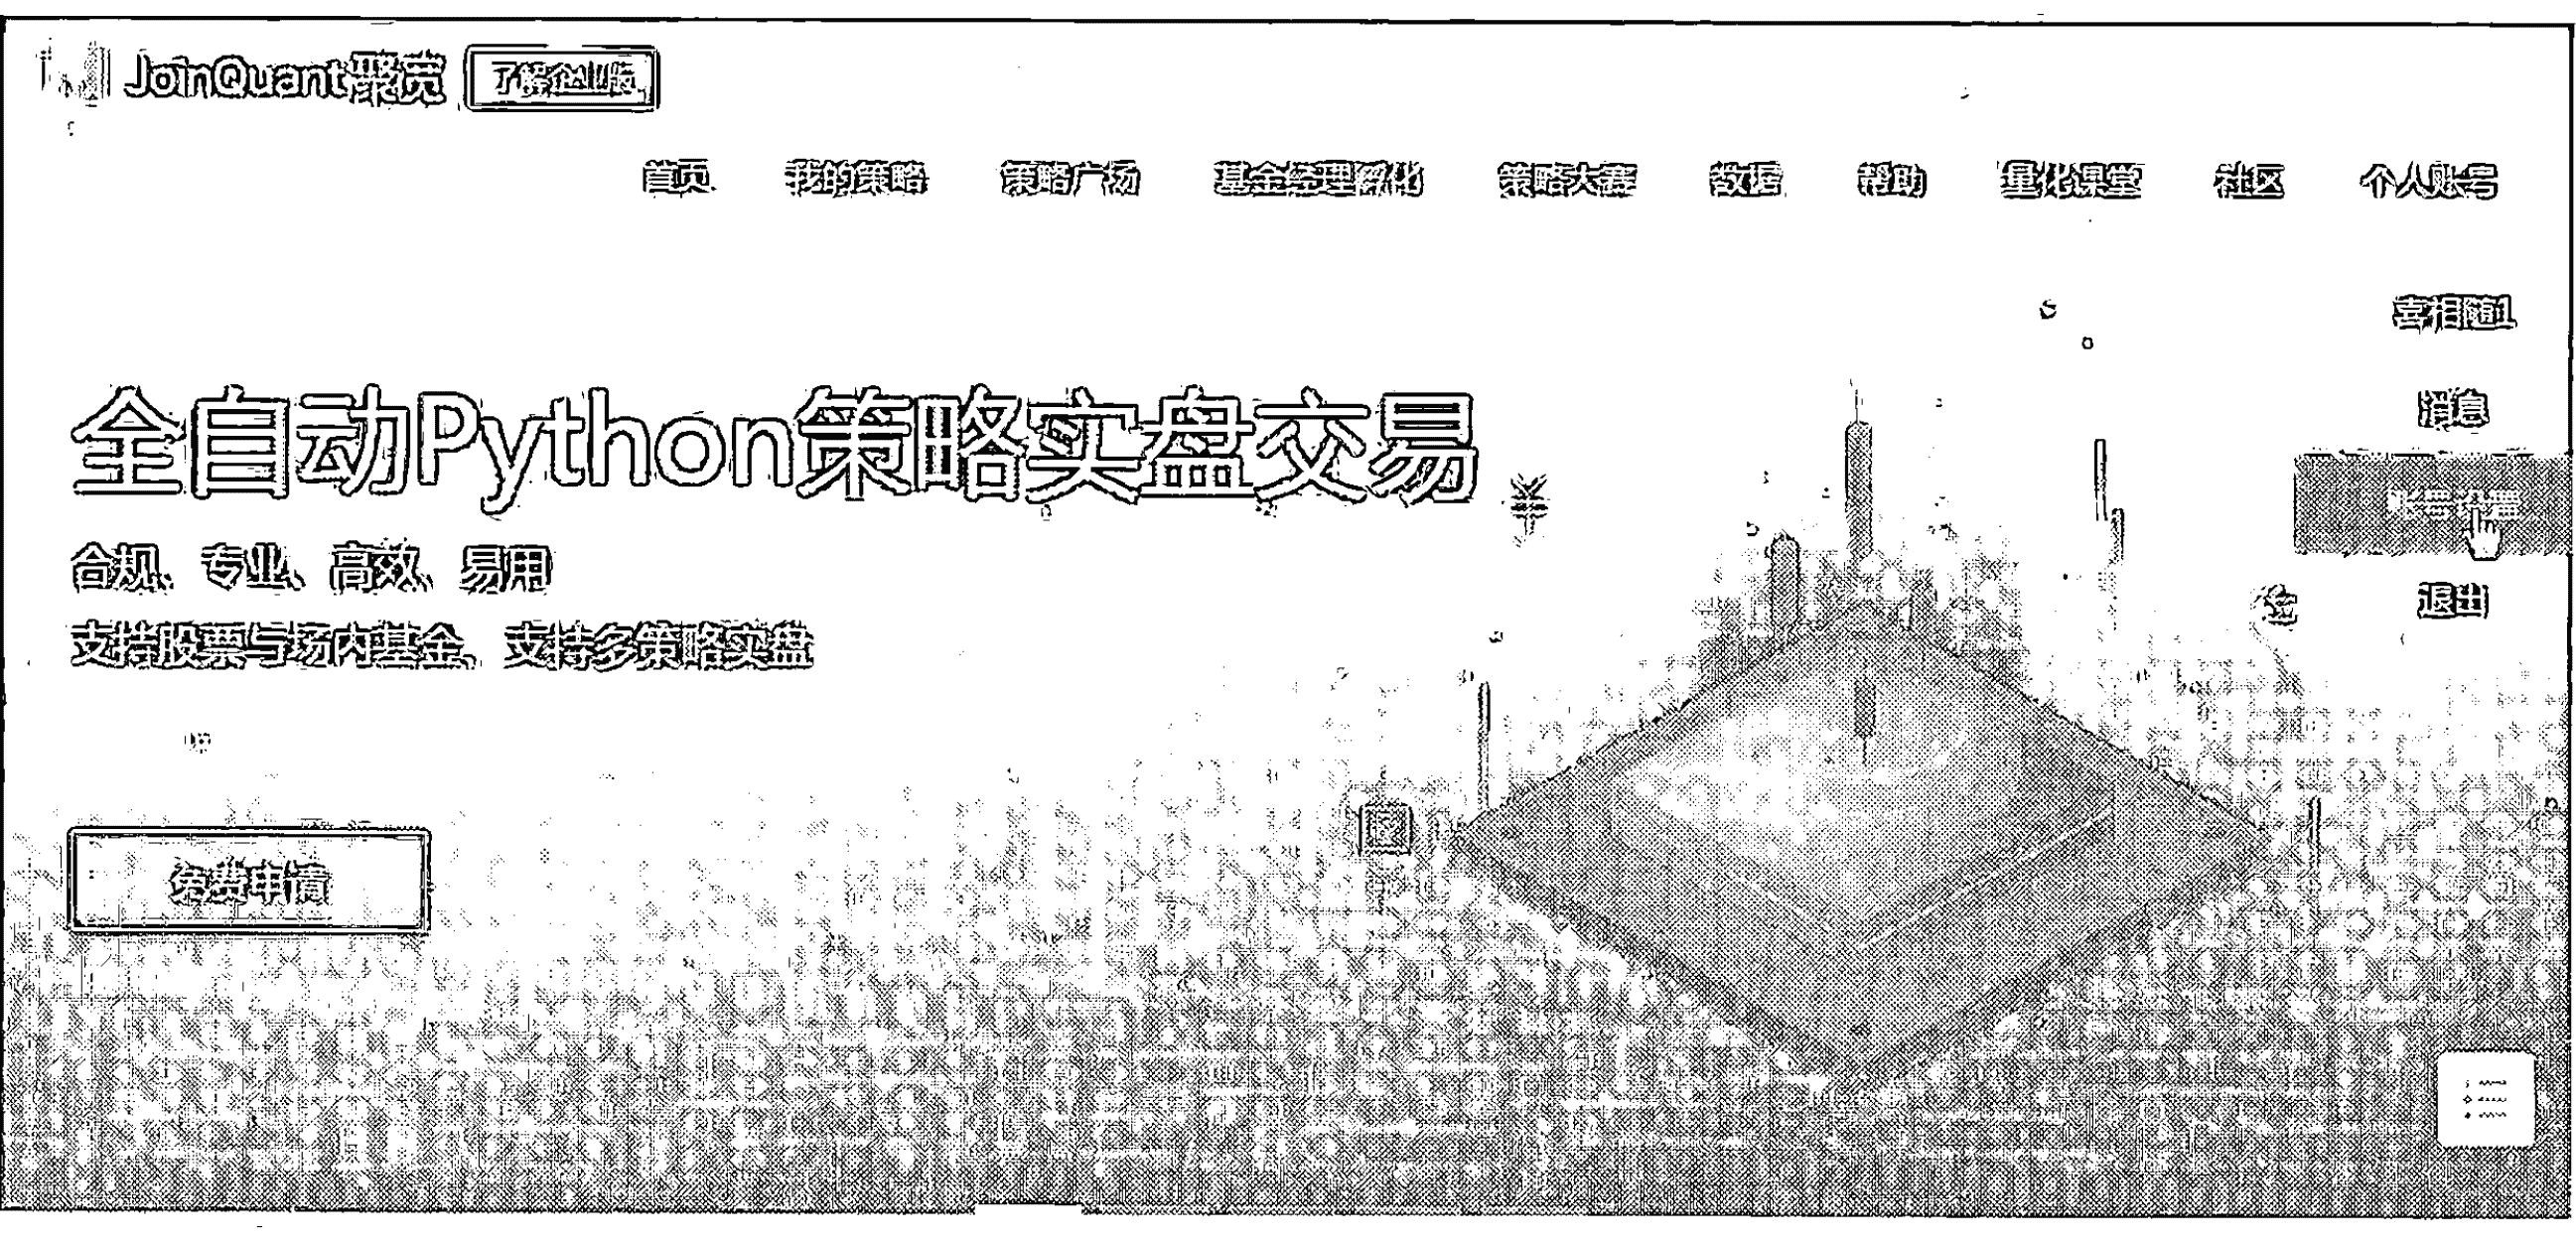 JoinQuant聚宽 了解企业版
首页 我的策略 策略广场 基金经理孵化 策略大赛 数据 帮助 量化课堂 社区 个人账号
喜相随1
消息
账号设置
退出
全自动Python策略实盘交易
合规、专业、高效、易用
支持股票与场内基金、支持多策略实盘
免费申请